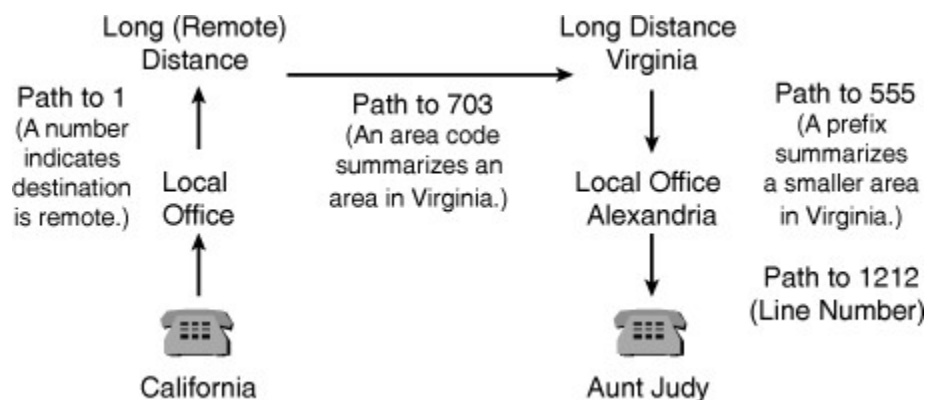 Long (Remote)
Distance
Path to 1
(A number
indicates
destination
is remote.)
Local
Office
California
Path to 703
(An area code
summarizes an
area in Virginia.)
Long Distance
Virginia
Local Office
Alexandria
Aunt Judy
Path to 555
(A prefix
summarizes
a smaller area
in Virginia.)
Path to 1212
(Line Number)